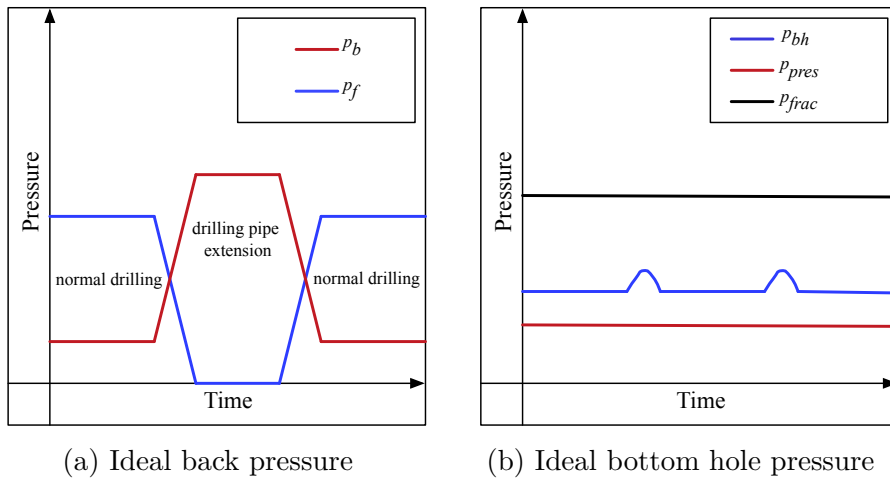 p_b
p_f
Pressure
drilling pipe
extension
normal drilling
normal drilling
Time
(a) Ideal back pressure
p_bh
p_pres
p_frac
Pressure
Time
(b) Ideal bottom hole pressure